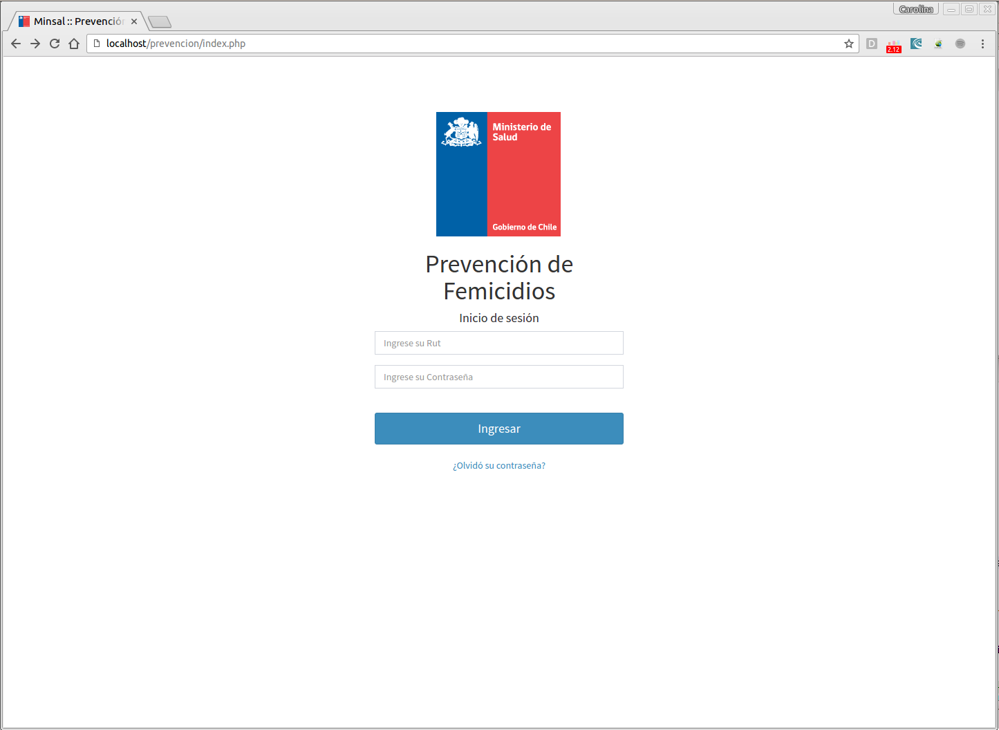 Carolina
Minsal :: Prevenció
localhost/prevencion/index.php
D
2.12
Ministerio de
Salud
Gobierno de Chile
Prevención de
Femicidios
Inicio de sesión
Ingrese su Rut
Ingrese su Contraseña
Ingresar
¿Olvidó su contraseña?